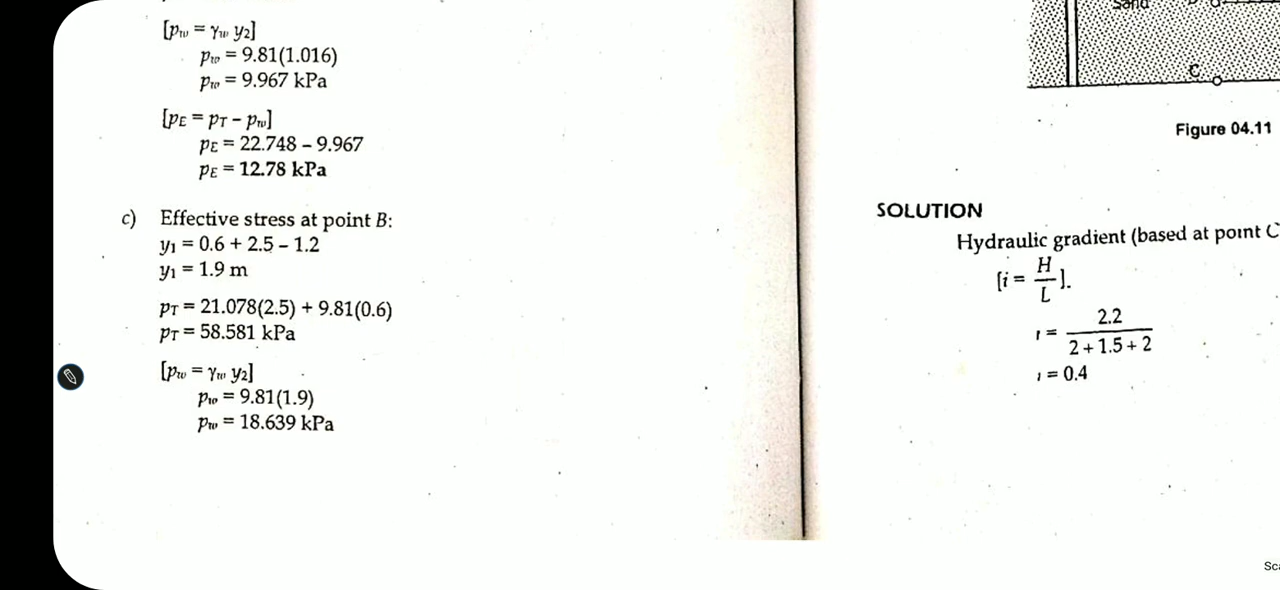 [pw = γw y2]
pw = 9.81(1.016)
pw = 9.967 kPa
[pE = pT – pw]
pE = 22.748 – 9.967
pE = 12.78 kPa
c) Effective stress at point B:
y1 = 0.6 + 2.5 – 1.2
y1 = 1.9 m
pT = 21.078(2.5) + 9.81(0.6)
pT = 58.581 kPa
[pw = γw y2]
pw = 9.81(1.9)
pw = 18.639 kPa
Sand
C
Figure 04.11
SOLUTION
Hydraulic gradient (based at point C
[i = H/L].
i = 2.2/2 + 1.5 + 2
i = 0.4